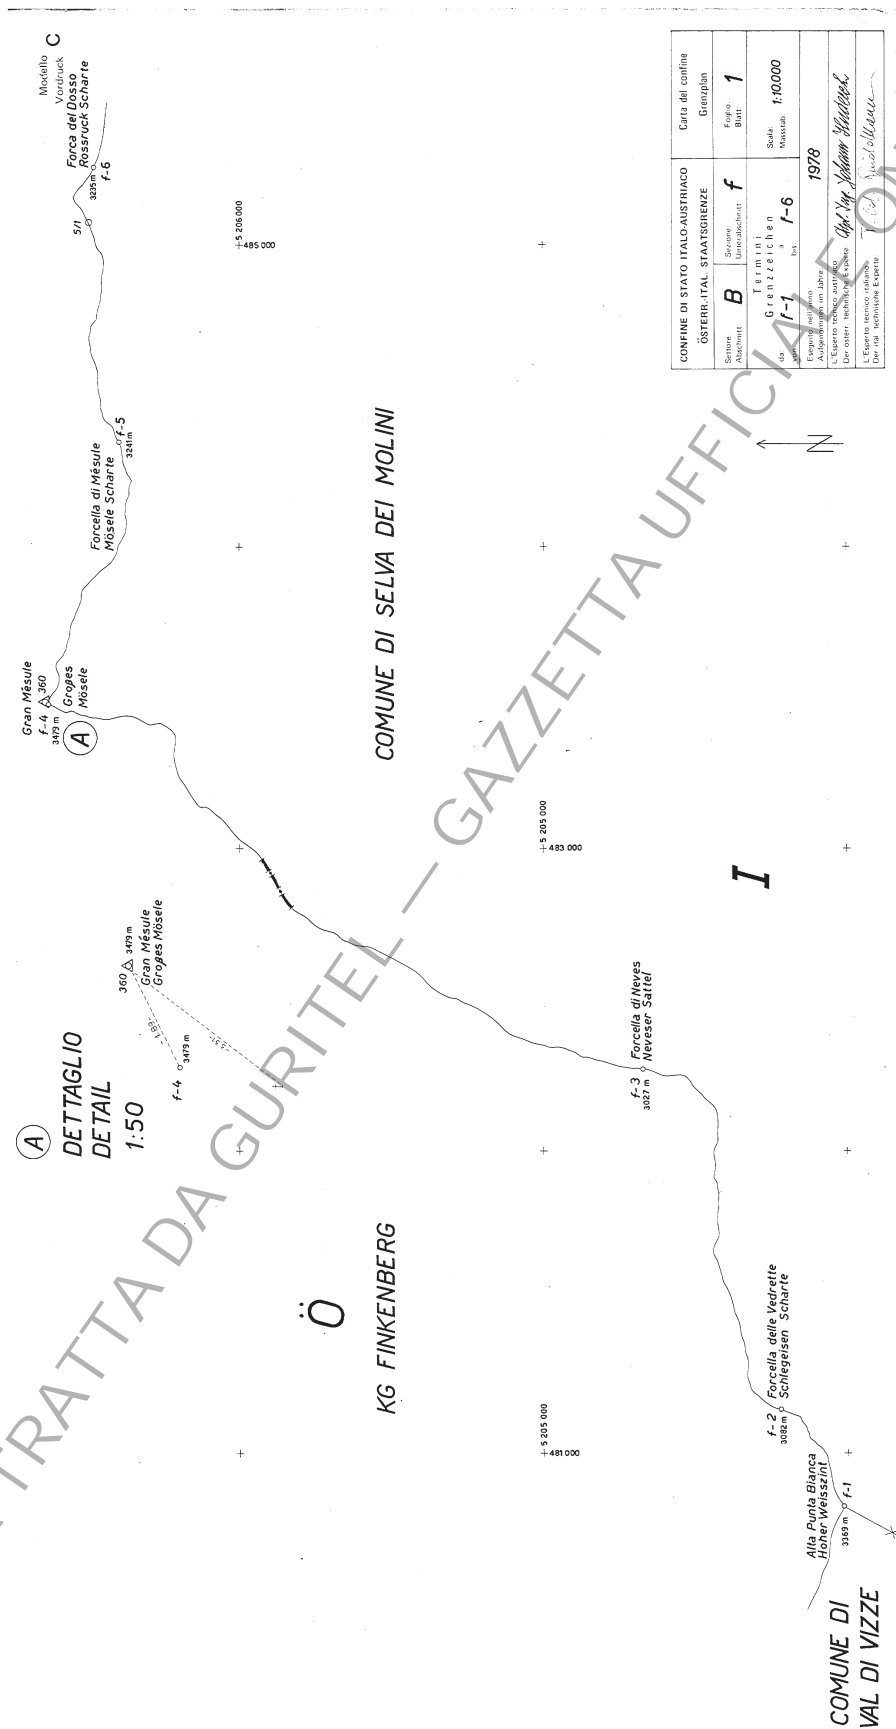 Modello
Vordruck
C
Forca del Dosso
Rossruck Scharte
3235 m
f-6
5/1
5 206 000
485 000
Forcella di Mésule
Mösele Scharte
f-5
3241 m
Gran Mésule
f-4
360
3479 m
Großes
Mösele
A
COMUNE DI SELVA DEI MOLINI
CONFINE DI STATO ITALO-AUSTRIACO
ÖSTERR.-ITAL. STAATSGRENZE
Carta del confine
Grenzplan
Settore
Abschnitt
B
Sezione
Unterabschnitt
f
Foglio
Blatt:
1
Termini
Grenzzeichen
da
von
f-1
a
bis
f-6
Scala:
Masstab
1:10.000
Eseguito nell'anno
Aufgenommen im Jahre
1978
L'Esperto tecnico austriaco
Der österr. technische Experte
L'Esperto tecnico italiano
Der ital. technische Experte
N
A
DETTAGLIO
DETAIL
1:50
360
3479 m
Gran Mésule
Großes Mösele
f-4
3479 m
5 205 000
483 000
I
Ö
KG FINKENBERG
f-3
3027 m
Forcella di Neves
Neveser Sattel
5 205 000
481 000
f-2
3082 m
Forcella delle Vedrette
Schlegeisen Scharte
Alta Punta Bianca
Hoher Weisszint
3369 m
f-1
COMUNE DI
VAL DI VIZZE
TRATTA DA GURITEL — GAZZETTA UFFICIALE